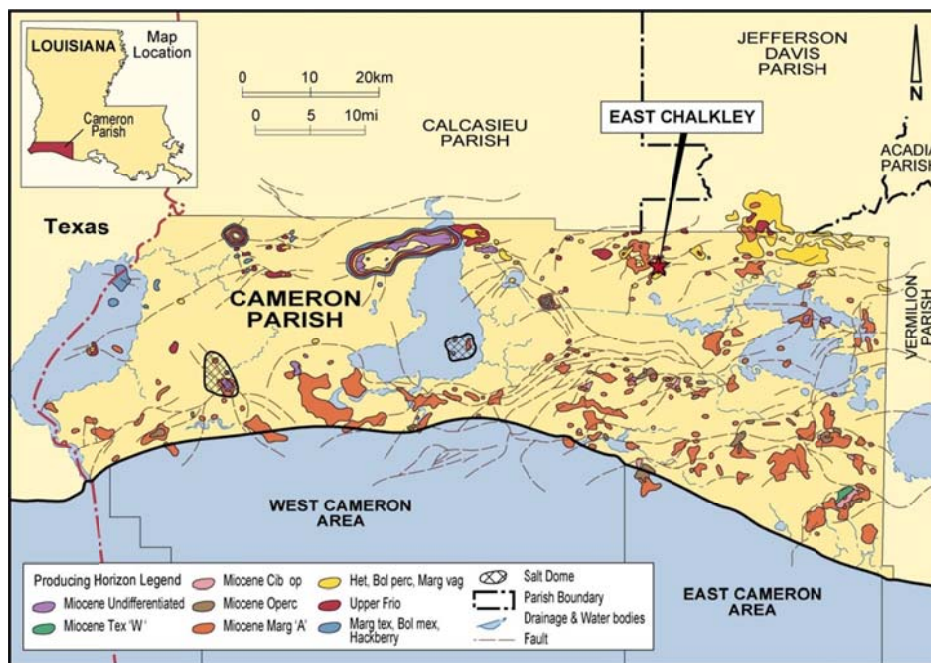 LOUISIANA
Map
Location
Cameron
Parish
0 10 20km
0 5 10mi
JEFFERSON
DAVIS
PARISH
N
EAST CHALKLEY
CALCASIEU
PARISH
ACADIA
PARISH
Texas
CAMERON
PARISH
VERMILION
PARISH
WEST CAMERON
AREA
EAST CAMERON
AREA
Producing Horizon Legend
Miocene Undifferentiated
Miocene Tex 'W'
Miocene Cib op
Miocene Operc
Miocene Marg 'A'
Het, Bol perc, Marg vag
Upper Frio
Marg tex, Bol mex,
Hackberry
Salt Dome
Parish Boundary
Drainage & Water bodies
Fault